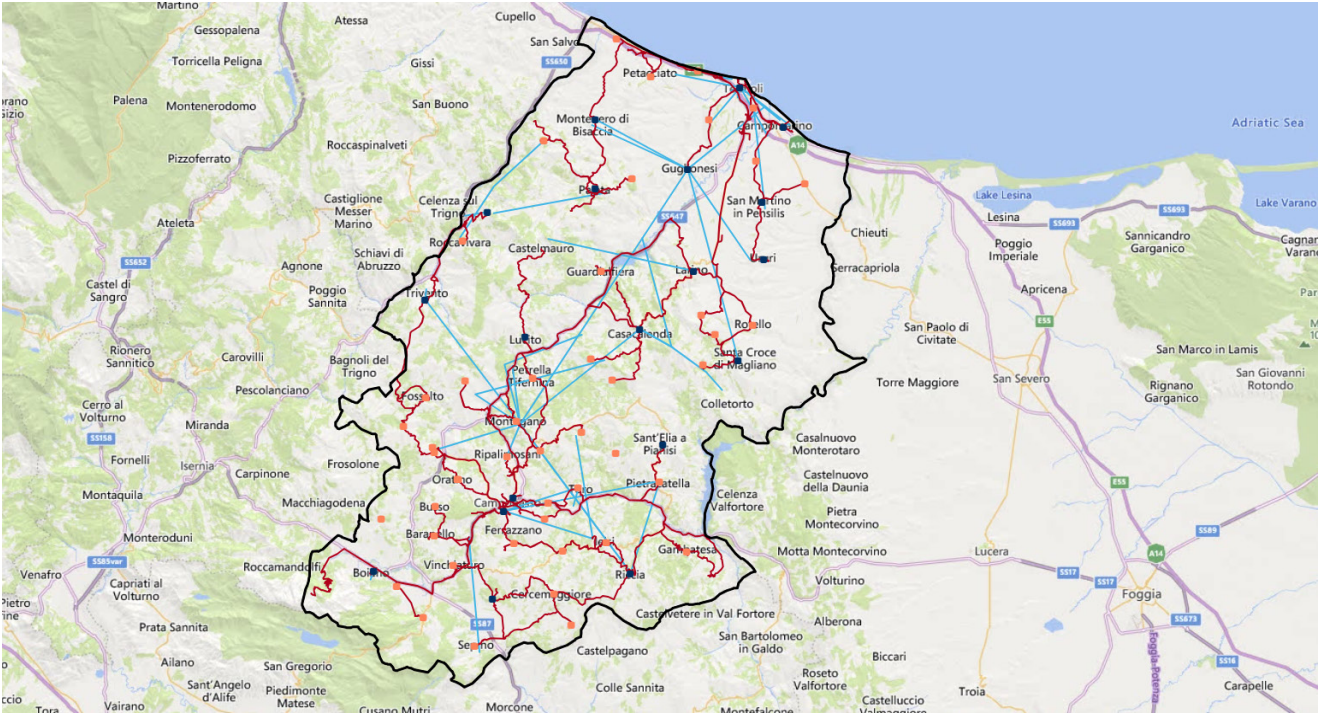 Martino
Gessopalena
Atessa
Cupello
Torricella Peligna
San Salvo
SS650
Gissi
Petacciato
Palena
Montenerodomo
San Buono
Montenero di
Bisaccia
Adriatic Sea
A14
Roccaspinalveti
Pizzoferrato
Guglionesi
Castiglione
Messer
Marino
Celenza sul
Trigno
San Martino
in Pensilis
Lake Lesina
Lake Varano
Lesina
SS693
SS693
Ateleta
SS647
Chieuti
Sannicandro
Garganico
Schiavi di
Abruzzo
Roccavivara
Castelmauro
Poggio
Imperiale
SS652
Agnone
Guardialfiera
Larino
Serracapriola
Castel di
Sangro
Poggio
Sannita
Trivento
Apricena
Rotello
San Paolo di
Civitate
E55
Rionero
Sannitico
Carovilli
Bagnoli del
Trigno
Lucito
Casacalenda
Santa Croce
di Magliano
San Marco in Lamis
San Giovanni
Rotondo
Pescolanciano
Petrella
Tifernina
Torre Maggiore
San Severo
Rignano
Garganico
Cerro al
Volturno
Fossalto
Colletorto
Miranda
Montagano
SS158
Sant'Elia a
Pianisi
Casalnuovo
Monterotaro
Fornelli
Isernia
Frosolone
Ripalimosani
Carpinone
Castelnuovo
della Daunia
Oratino
Toro
Pietracatella
E55
Montaquila
Macchiagodena
Busso
Celenza
Valfortore
Pietra
Montecorvino
Ferrazzano
SS89
Monteroduni
Baranello
Jelsi
Gambatesa
Motta Montecorvino
Lucera
A14
SS85var
Roccamandolfi
Bojano
Vinchiaturo
Riccia
Venafro
Capriati al
Volturno
Volturino
SS17
SS17
Foggia
Cercemaggiore
Pietro
Castelvetere in Val Fortore
Alberona
SS673
Prata Sannita
SS87
San Bartolomeo
in Galdo
Foggia-Potenza
Sepino
Castelpagano
Biccari
Ailano
San Gregorio
SS16
Roseto
Valfortore
Sant'Angelo
d'Alife
Piedimonte
Matese
Colle Sannita
Troia
Carapelle
Tora
Vairano
Cusano Mutri
Morcone
Montefalcone
Castelluccio